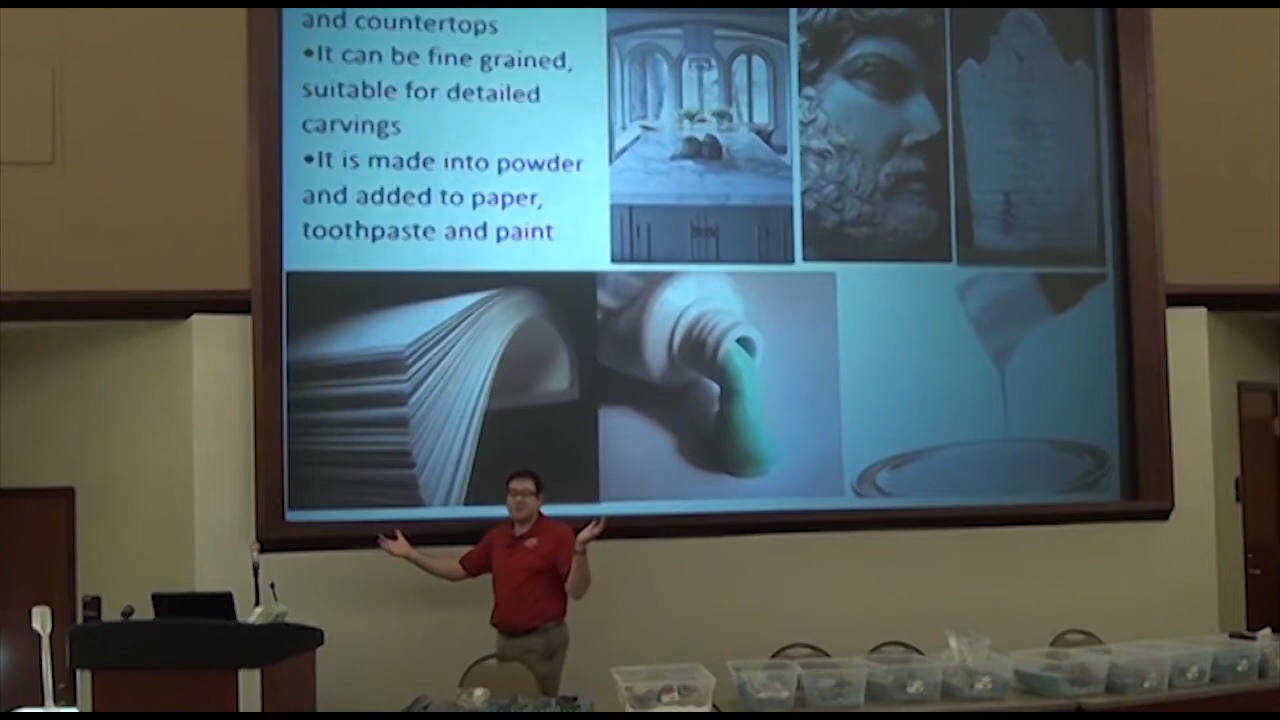 and countertops
•It can be fine grained,
suitable for detailed
carvings
•It is made into powder
and added to paper,
toothpaste and paint